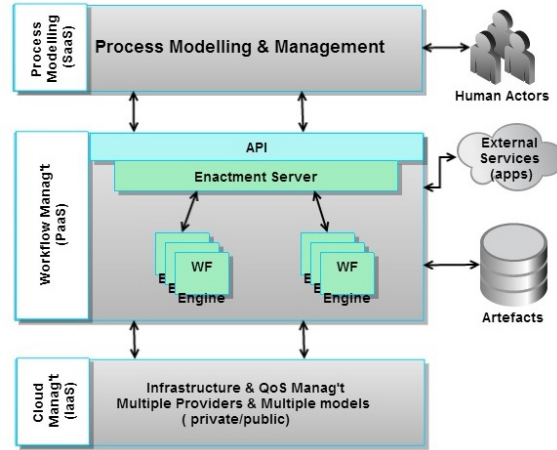 Process
Modelling
(SaaS)
Process Modelling & Management
Human Actors
Workflow Manag't
(PaaS)
API
Enactment Server
External
Services
(apps)
WF
Engine
WF
Engine
Artefacts
Cloud
Manag't
(IaaS)
Infrastructure & QoS Manag't
Multiple Providers & Multiple models
( private/public)